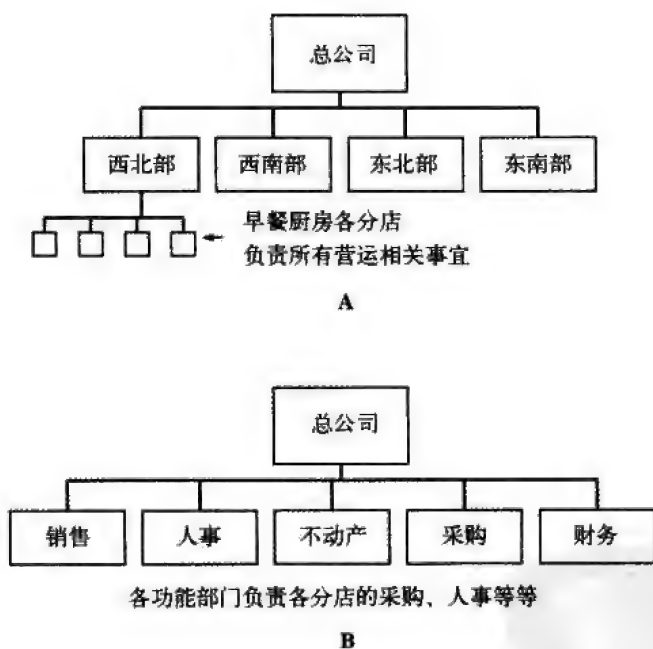 总公司
西北部 西南部 东北部 东南部
早餐厨房各分店
负责所有营运相关事宜
A
总公司
销售 人事 不动产 采购 财务
各功能部门负责各分店的采购、人事等等
B